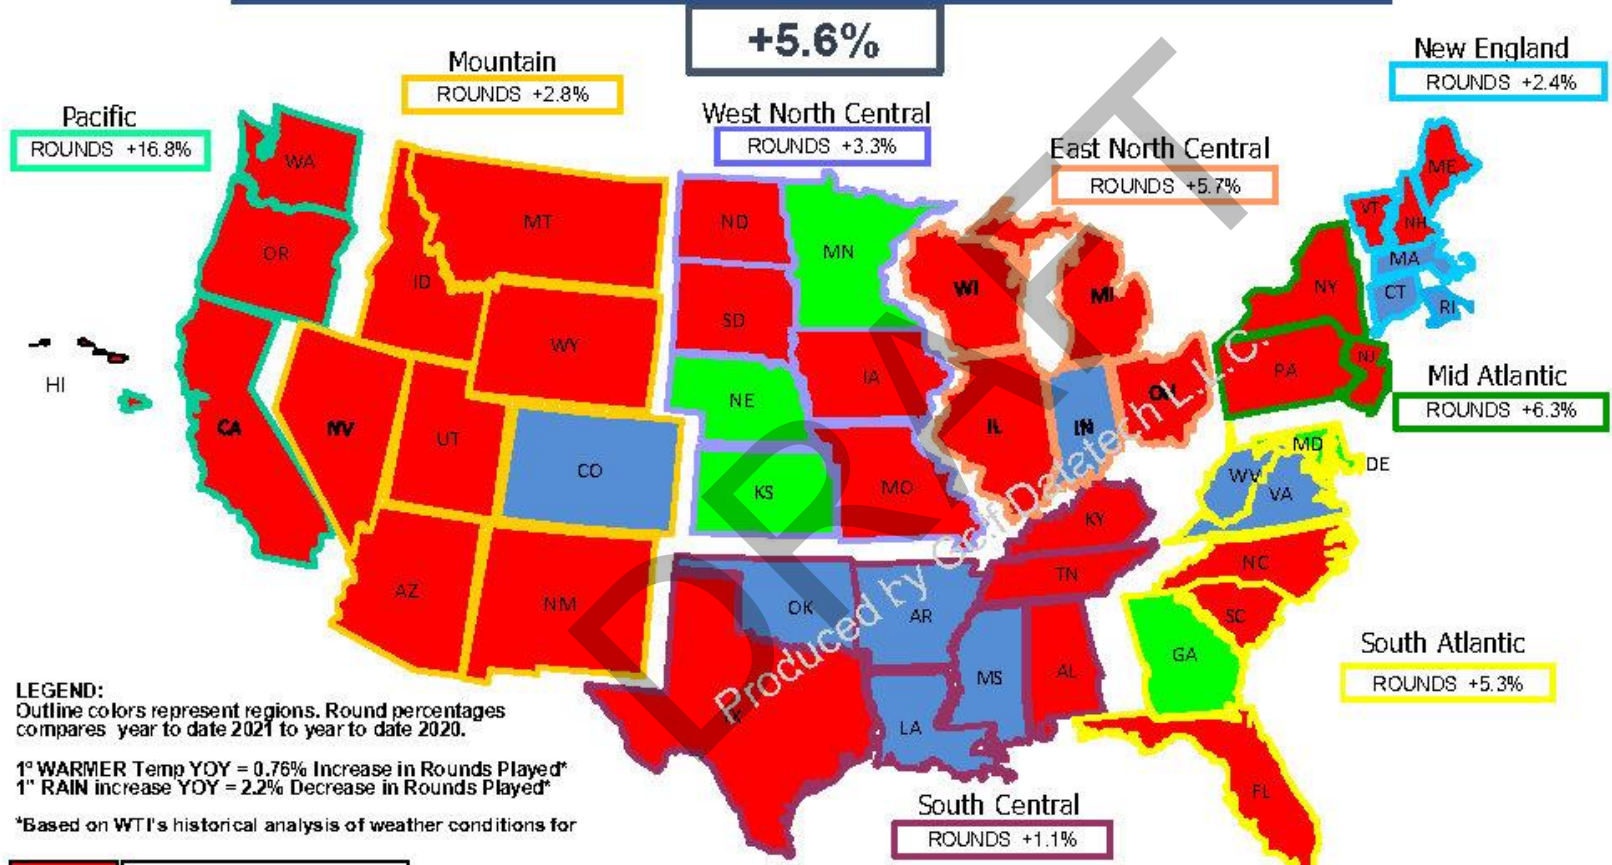 +5.6%
New England
ROUNDS +2.4%
Mountain
ROUNDS +2.8%
Pacific
ROUNDS +16.8%
West North Central
ROUNDS +3.3%
East North Central
ROUNDS +5.7%
WA
OR
CA
HI
MT
ID
WY
NV
UT
CO
AZ
NM
ND
MN
SD
NE
IA
KS
MO
WI
MI
IL
IN
OH
ME
VT
NH
MA
CT
RI
NY
PA
NJ
Mid Atlantic
ROUNDS +6.3%
MD
DE
WV
VA
KY
TN
NC
SC
GA
FL
OK
AR
MS
AL
LA
South Atlantic
ROUNDS +5.3%
South Central
ROUNDS +1.1%
DRAFT
Produced by Golf Datatech L.L.C.
LEGEND:
Outline colors represent regions. Round percentages
compares year to date 2021 to year to date 2020.
1° WARMER Temp YOY = 0.76% Increase in Rounds Played*
1" RAIN increase YOY = 2.2% Decrease in Rounds Played*
*Based on WTI's historical analysis of weather conditions for